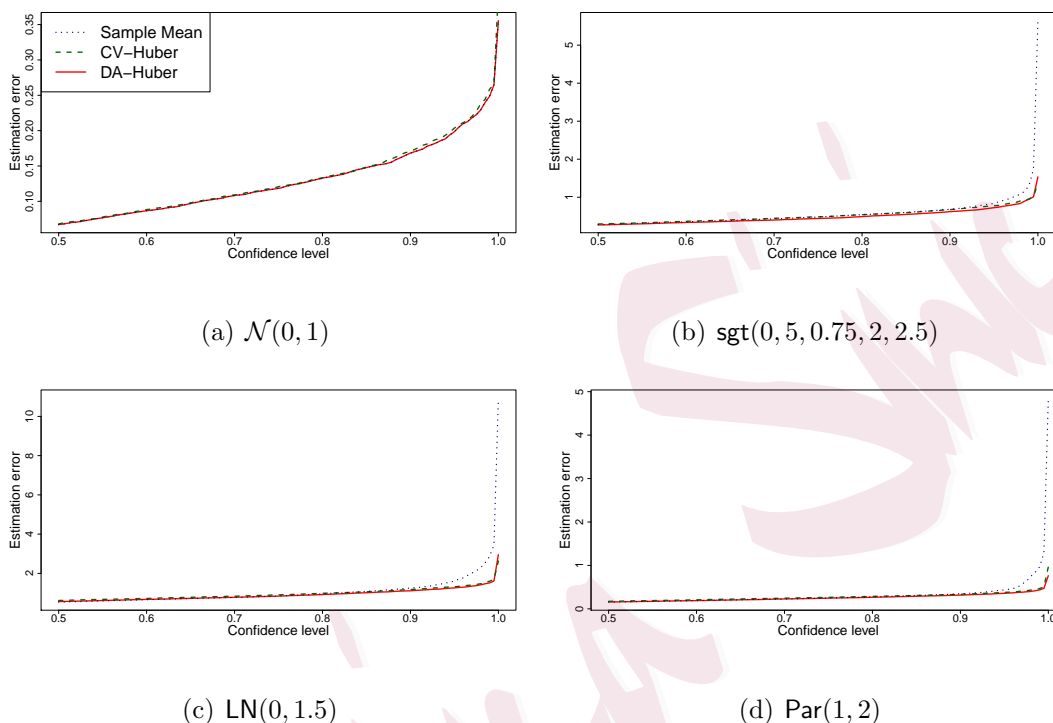 Sample Mean
CV−Huber
DA−Huber
Estimation error
0.10 0.15 0.20 0.25 0.30 0.35
0.5 0.6 0.7 0.8 0.9 1.0
Confidence level
(a) 𝒩(0, 1)
Estimation error
1 2 3 4 5
0.5 0.6 0.7 0.8 0.9 1.0
Confidence level
(b) sgt(0, 5, 0.75, 2, 2.5)
Estimation error
2 4 6 8 10
0.5 0.6 0.7 0.8 0.9 1.0
Confidence level
(c) LN(0, 1.5)
Estimation error
0 1 2 3 4 5
0.5 0.6 0.7 0.8 0.9 1.0
Confidence level
(d) Par(1, 2)